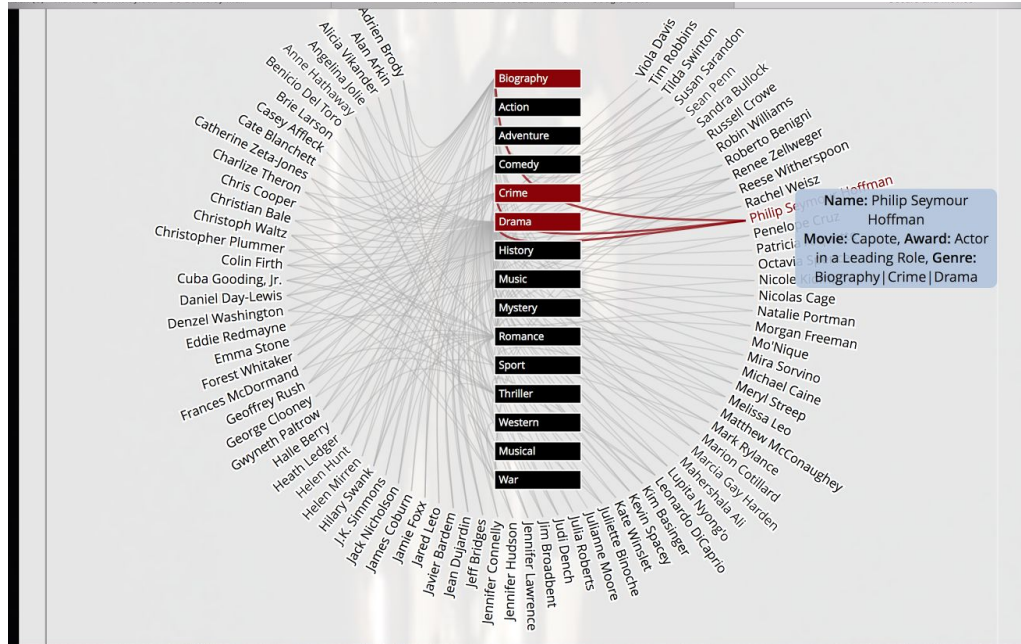 Adrien Brody
Alan Arkin
Alicia Vikander
Angelina Jolie
Anne Hathaway
Benicio Del Toro
Brie Larson
Casey Affleck
Cate Blanchett
Catherine Zeta-Jones
Charlize Theron
Chris Cooper
Christian Bale
Christoph Waltz
Christopher Plummer
Colin Firth
Cuba Gooding, Jr.
Daniel Day-Lewis
Denzel Washington
Eddie Redmayne
Emma Stone
Forest Whitaker
Frances McDormand
Geoffrey Rush
George Clooney
Gwyneth Paltrow
Halle Berry
Heath Ledger
Helen Hunt
Helen Mirren
Hilary Swank
J.K. Simmons
Jack Nicholson
James Coburn
Jamie Foxx
Jared Leto
Javier Bardem
Jean Dujardin
Jeff Bridges
Jennifer Connelly
Jennifer Hudson
Jennifer Lawrence
Jim Broadbent
Judi Dench
Julia Roberts
Julianne Moore
Juliette Binoche
Kate Winslet
Kevin Spacey
Kim Basinger
Leonardo DiCaprio
Lupita Nyong'o
Mahershala Ali
Marcia Gay Harden
Marion Cotillard
Mark Rylance
Matthew McConaughey
Melissa Leo
Meryl Streep
Michael Caine
Mira Sorvino
Mo'Nique
Morgan Freeman
Natalie Portman
Nicolas Cage
Nicole
Octavia
Patricia
Penelope Cruz
Philip Seymour Hoffman
Rachel Weisz
Reese Witherspoon
Renee Zellweger
Roberto Benigni
Robin Williams
Russell Crowe
Sandra Bullock
Sean Penn
Susan Sarandon
Tilda Swinton
Tim Robbins
Viola Davis
Biography
Action
Adventure
Comedy
Crime
Drama
History
Music
Mystery
Romance
Sport
Thriller
Western
Musical
War
Name: Philip Seymour
Hoffman
Movie: Capote, Award: Actor
in a Leading Role, Genre:
Biography|Crime|Drama